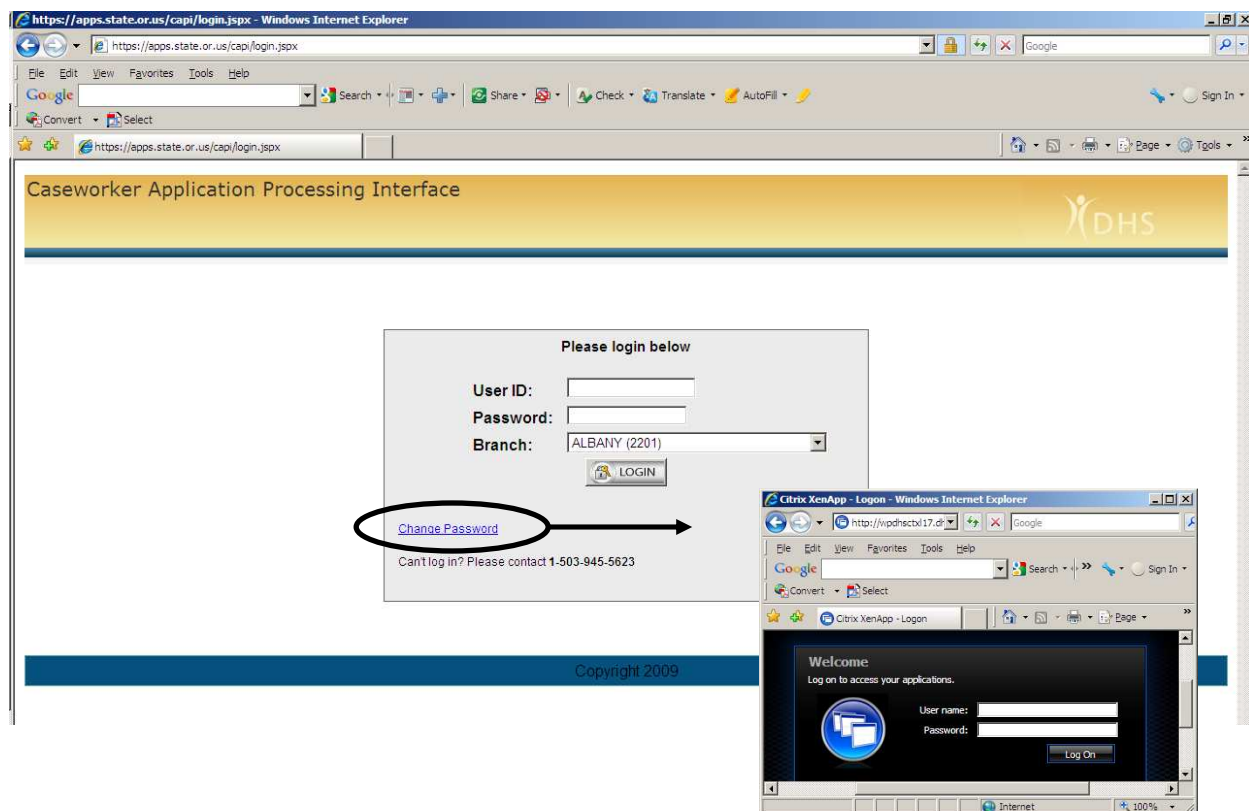 https://apps.state.or.us/capi/login.jspx - Windows Internet Explorer
https://apps.state.or.us/capi/login.jspx
Google
File Edit View Favorites Tools Help
Google Search Share Check Translate AutoFill Sign In
Convert Select
https://apps.state.or.us/capi/login.jspx Page Tools
Caseworker Application Processing Interface
DHS
Please login below
User ID:
Password:
Branch: ALBANY (2201)
LOGIN
Change Password
Can't log in? Please contact 1-503-945-5623
Copyright 2009
Citrix XenApp - Logon - Windows Internet Explorer
Google
File Edit View Favorites Tools Help
Google Search Sign In
Convert Select
Citrix XenApp - Logon Page
Welcome
Log on to access your applications.
User name:
Password:
Log On
Internet 100%